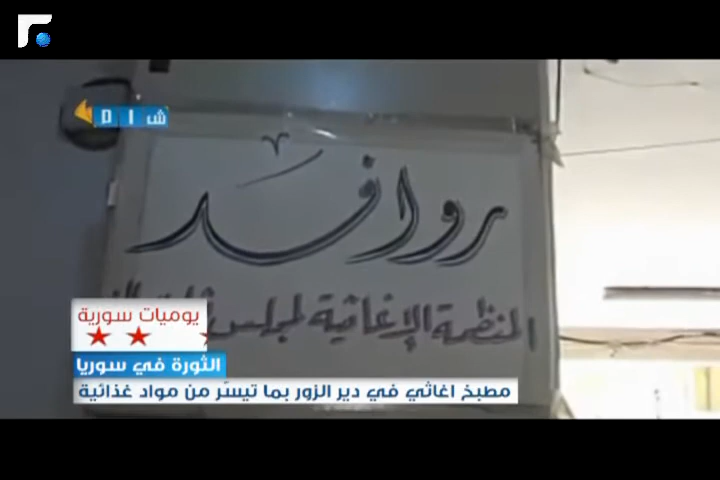 شام
روافد
المنظمة الإغاثية لمجلس
يوميات سورية
الثورة في سوريا
مطبخ اغاثي في دير الزور بما تيسّر من مواد غذائية